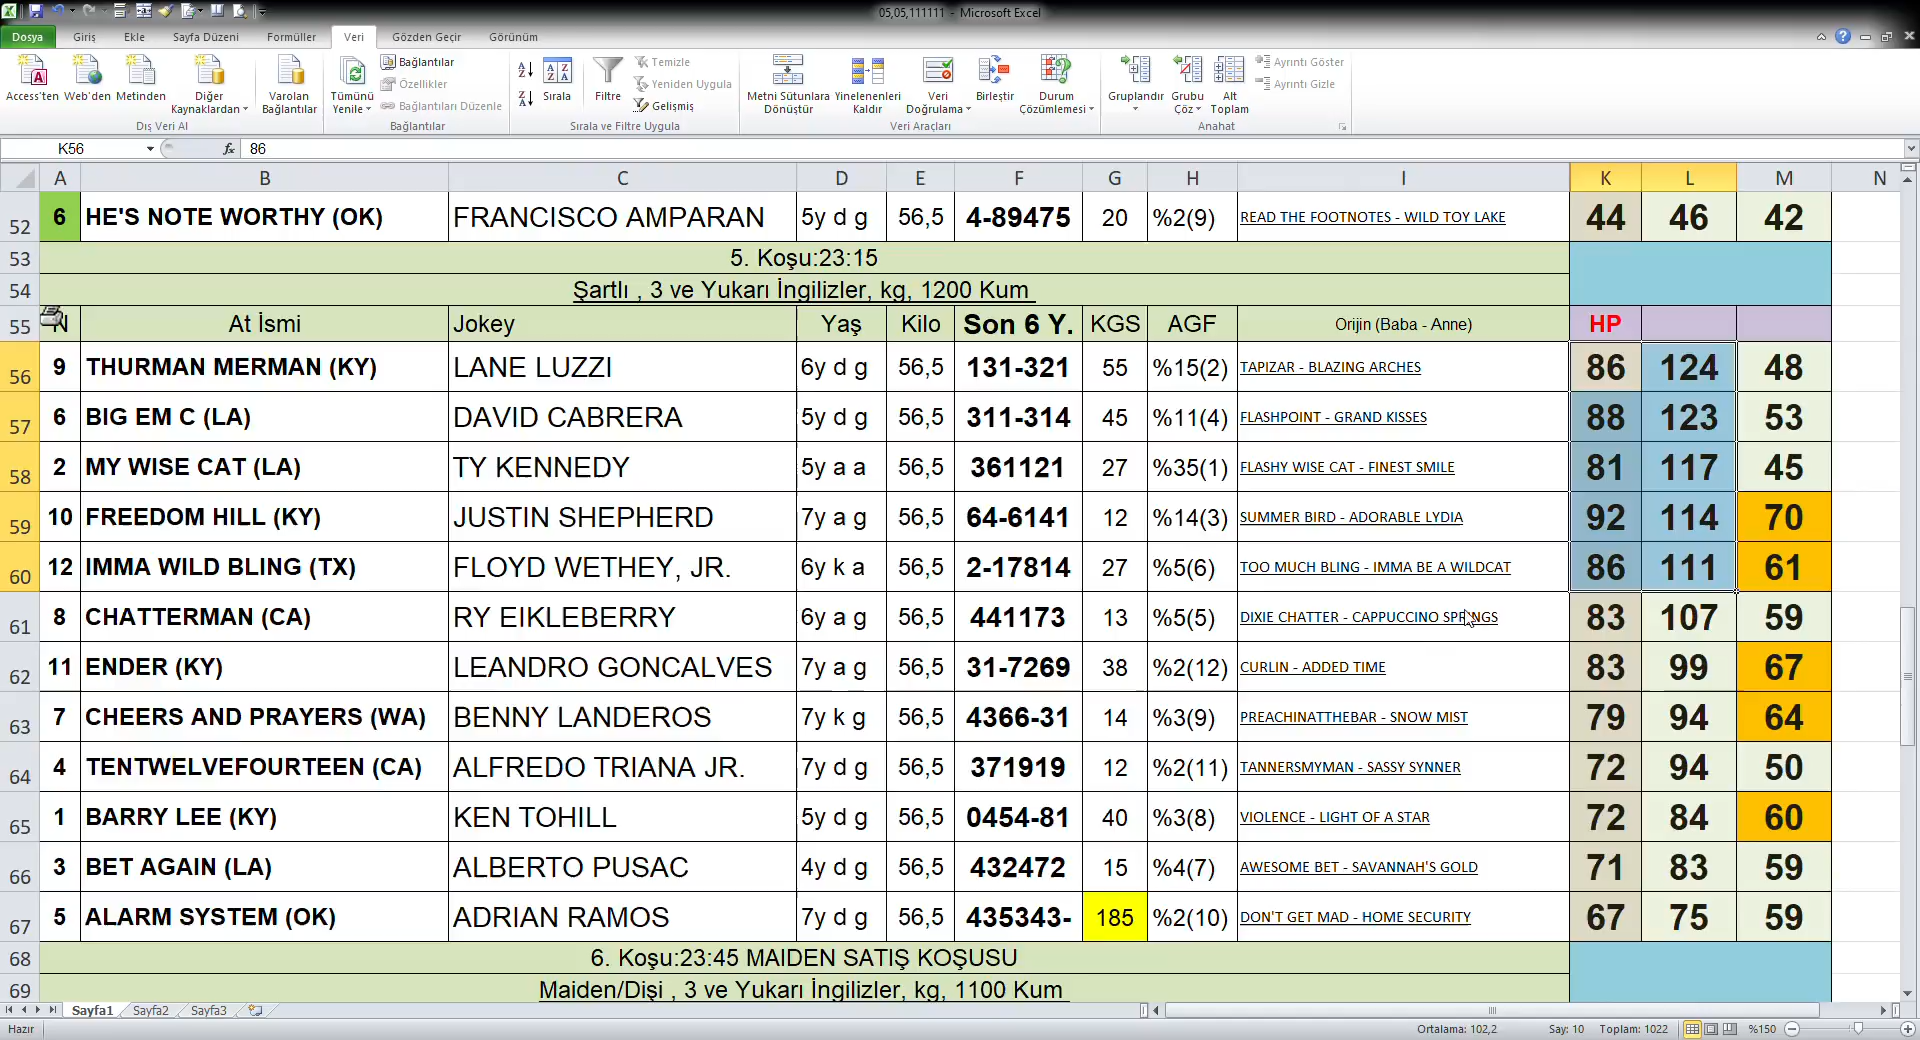 05,05,111111 - Microsoft Excel
Dosya Giriş Ekle Sayfa Düzeni Formüller Veri Gözden Geçir Görünüm
Access'ten Web'den Metinden Diğer Kaynaklardan Varolan Bağlantılar
Dış Veri Al
Tümünü Yenile Bağlantılar Özellikler Bağlantıları Düzenle
Bağlantılar
Sırala Filtre Temizle Yeniden Uygula Gelişmiş
Sırala ve Filtre Uygula
Metni Sütunlara Dönüştür Yinelenenleri Kaldır Veri Doğrulama Birleştir Durum Çözümlemesi
Veri Araçları
Gruplandır Grubu Çöz Alt Toplam Ayrıntı Göster Ayrıntı Gizle
Anahat
K56 fx 86
A B C D E F G H I K L M N
52 6 HE'S NOTE WORTHY (OK) FRANCISCO AMPARAN 5y d g 56,5 4-89475 20 %2(9) READ THE FOOTNOTES - WILD TOY LAKE 44 46 42
53 5. Koşu:23:15
54 Şartlı , 3 ve Yukarı İngilizler, kg, 1200 Kum
55 N At İsmi Jokey Yaş Kilo Son 6 Y. KGS AGF Orijin (Baba - Anne) HP
56 9 THURMAN MERMAN (KY) LANE LUZZI 6y d g 56,5 131-321 55 %15(2) TAPIZAR - BLAZING ARCHES 86 124 48
57 6 BIG EM C (LA) DAVID CABRERA 5y d g 56,5 311-314 45 %11(4) FLASHPOINT - GRAND KISSES 88 123 53
58 2 MY WISE CAT (LA) TY KENNEDY 5y a a 56,5 361121 27 %35(1) FLASHY WISE CAT - FINEST SMILE 81 117 45
59 10 FREEDOM HILL (KY) JUSTIN SHEPHERD 7y a g 56,5 64-6141 12 %14(3) SUMMER BIRD - ADORABLE LYDIA 92 114 70
60 12 IMMA WILD BLING (TX) FLOYD WETHEY, JR. 6y k a 56,5 2-17814 27 %5(6) TOO MUCH BLING - IMMA BE A WILDCAT 86 111 61
61 8 CHATTERMAN (CA) RY EIKLEBERRY 6y a g 56,5 441173 13 %5(5) DIXIE CHATTER - CAPPUCCINO SPRINGS 83 107 59
62 11 ENDER (KY) LEANDRO GONCALVES 7y a g 56,5 31-7269 38 %2(12) CURLIN - ADDED TIME 83 99 67
63 7 CHEERS AND PRAYERS (WA) BENNY LANDEROS 7y k g 56,5 4366-31 14 %3(9) PREACHINATTHEBAR - SNOW MIST 79 94 64
64 4 TENTWELVEFOURTEEN (CA) ALFREDO TRIANA JR. 7y d g 56,5 371919 12 %2(11) TANNERSMYMAN - SASSY SYNNER 72 94 50
65 1 BARRY LEE (KY) KEN TOHILL 5y d g 56,5 0454-81 40 %3(8) VIOLENCE - LIGHT OF A STAR 72 84 60
66 3 BET AGAIN (LA) ALBERTO PUSAC 4y d g 56,5 432472 15 %4(7) AWESOME BET - SAVANNAH'S GOLD 71 83 59
67 5 ALARM SYSTEM (OK) ADRIAN RAMOS 7y d g 56,5 435343- 185 %2(10) DON'T GET MAD - HOME SECURITY 67 75 59
68 6. Koşu:23:45 MAIDEN SATIŞ KOŞUSU
69 Maiden/Dişi , 3 ve Yukarı İngilizler, kg, 1100 Kum
Sayfa1 Sayfa2 Sayfa3
Hazır Ortalama: 102,2 Say: 10 Toplam: 1022 %150